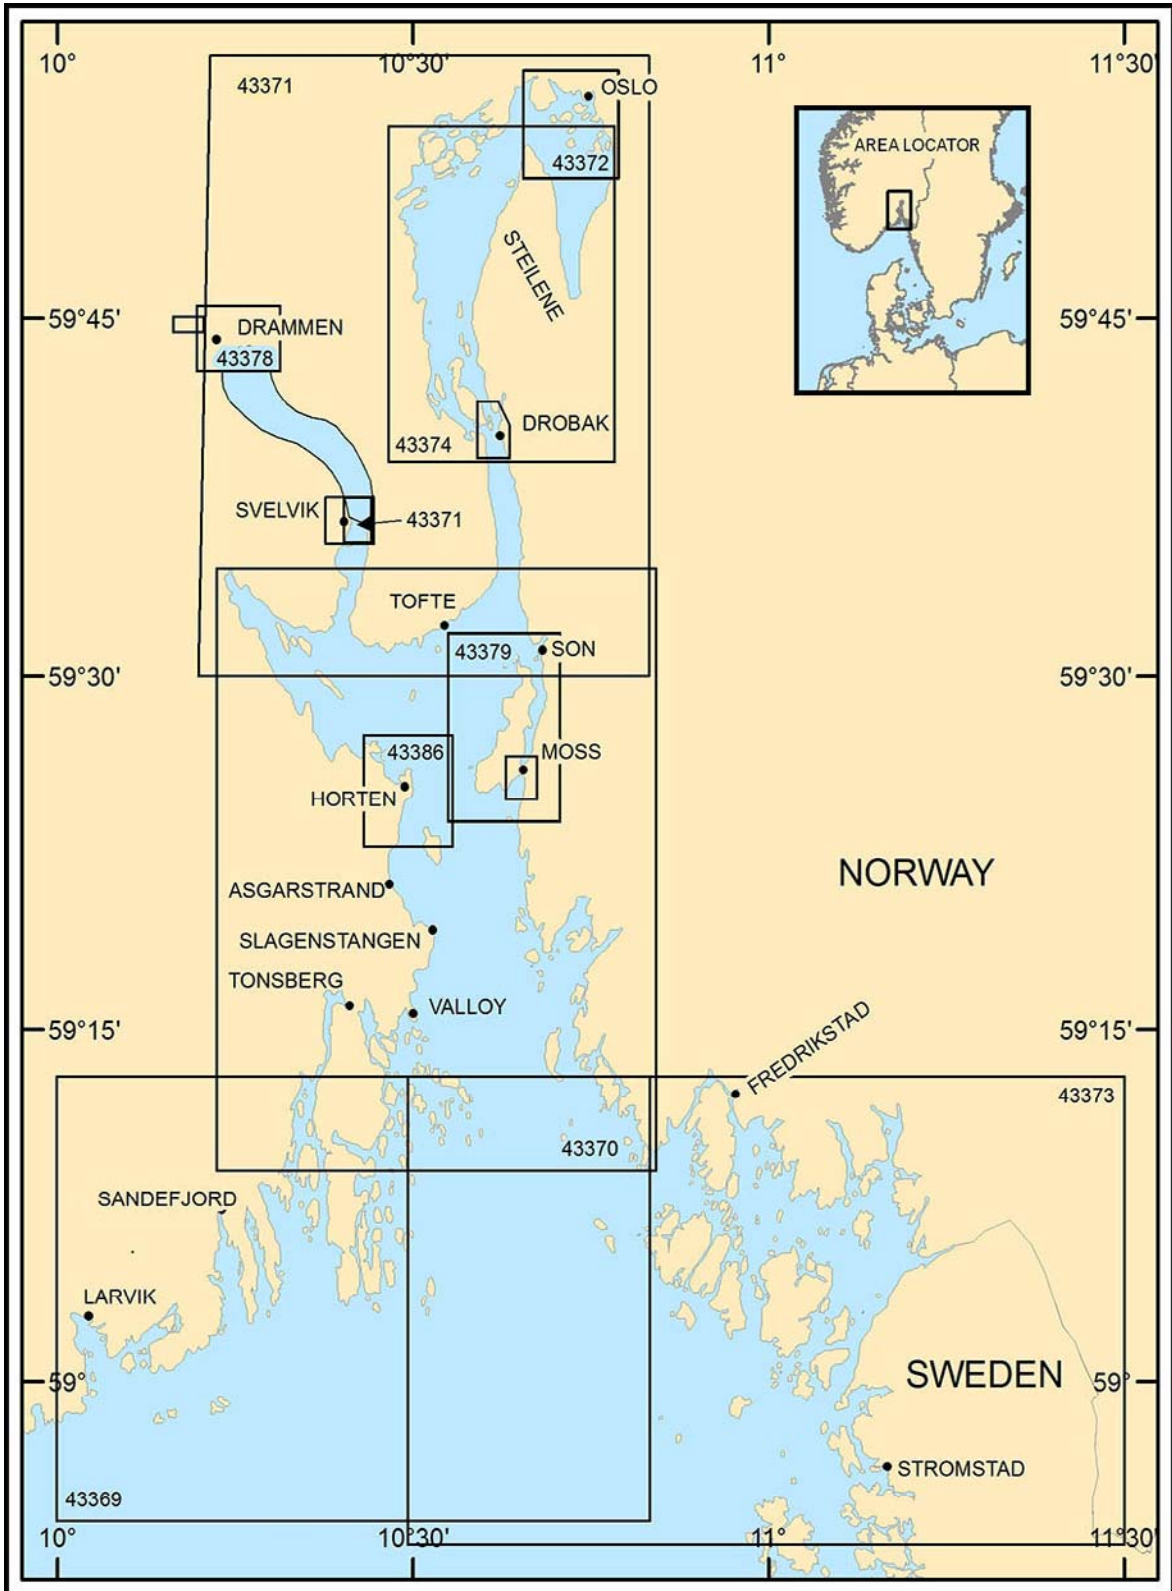 10°
10°30'
11°
11°30'
43371
OSLO
AREA LOCATOR
43372
STEILENE
59°45'
59°45'
DRAMMEN
43378
DROBAK
43374
SVELVIK
43371
TOFTE
43379
SON
59°30'
59°30'
43386
MOSS
HORTEN
NORWAY
ASGARSTRAND
SLAGENSTANGEN
TONSBERG
VALLOY
59°15'
59°15'
FREDRIKSTAD
43373
43370
SANDEFJORD
LARVIK
59°
SWEDEN
59°
STROMSTAD
43369
10°
10°30'
11°
11°30'